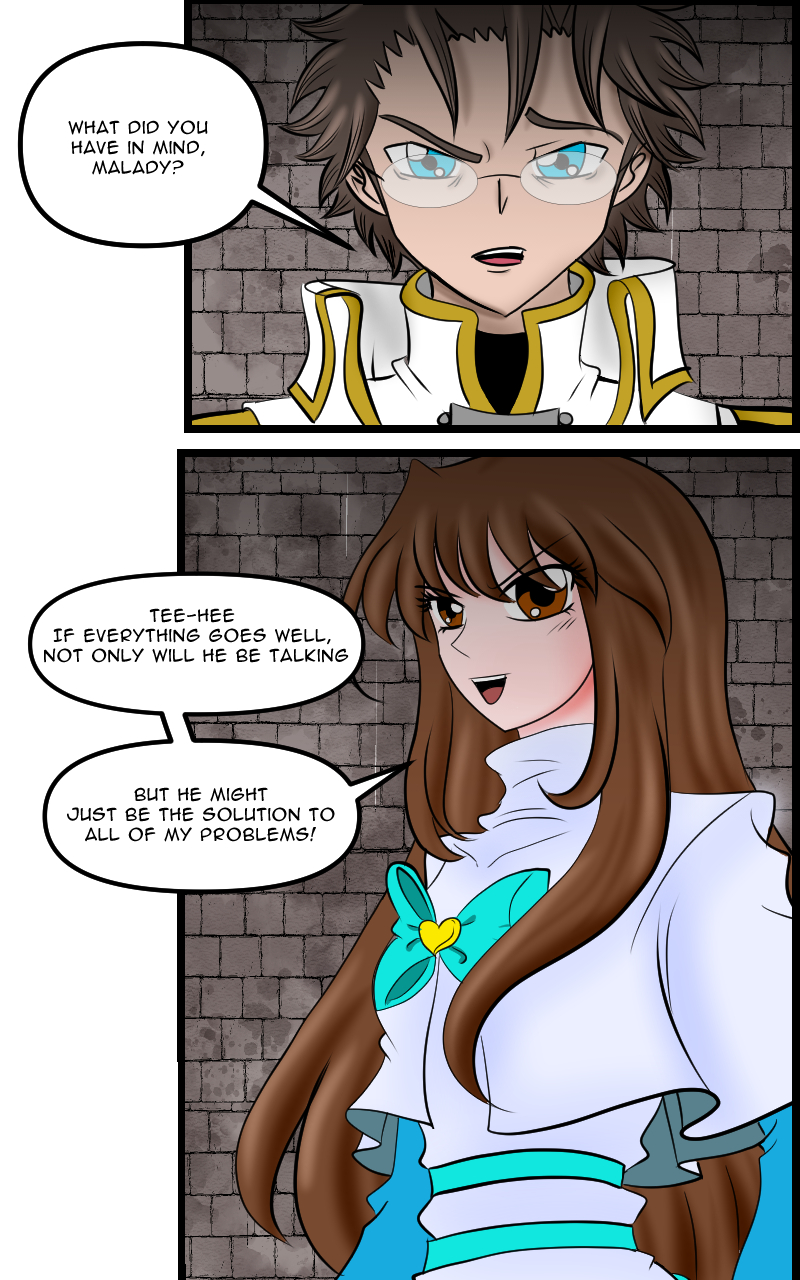 WHAT DID YOU
HAVE IN MIND,
MALADY?
TEE-HEE
IF EVERYTHING GOES WELL,
NOT ONLY WILL HE BE TALKING
BUT HE MIGHT
JUST BE THE SOLUTION TO
ALL OF MY PROBLEMS!